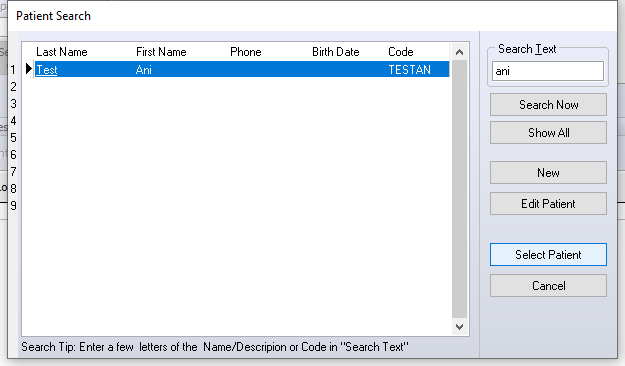 Patient Search
Last Name First Name Phone Birth Date Code
1 Test Ani TESTAN
2
3
4
5
6
7
8
9
Search Text
ani
Search Now
Show All
New
Edit Patient
Select Patient
Cancel
Search Tip: Enter a few letters of the Name/Descripion or Code in "Search Text"